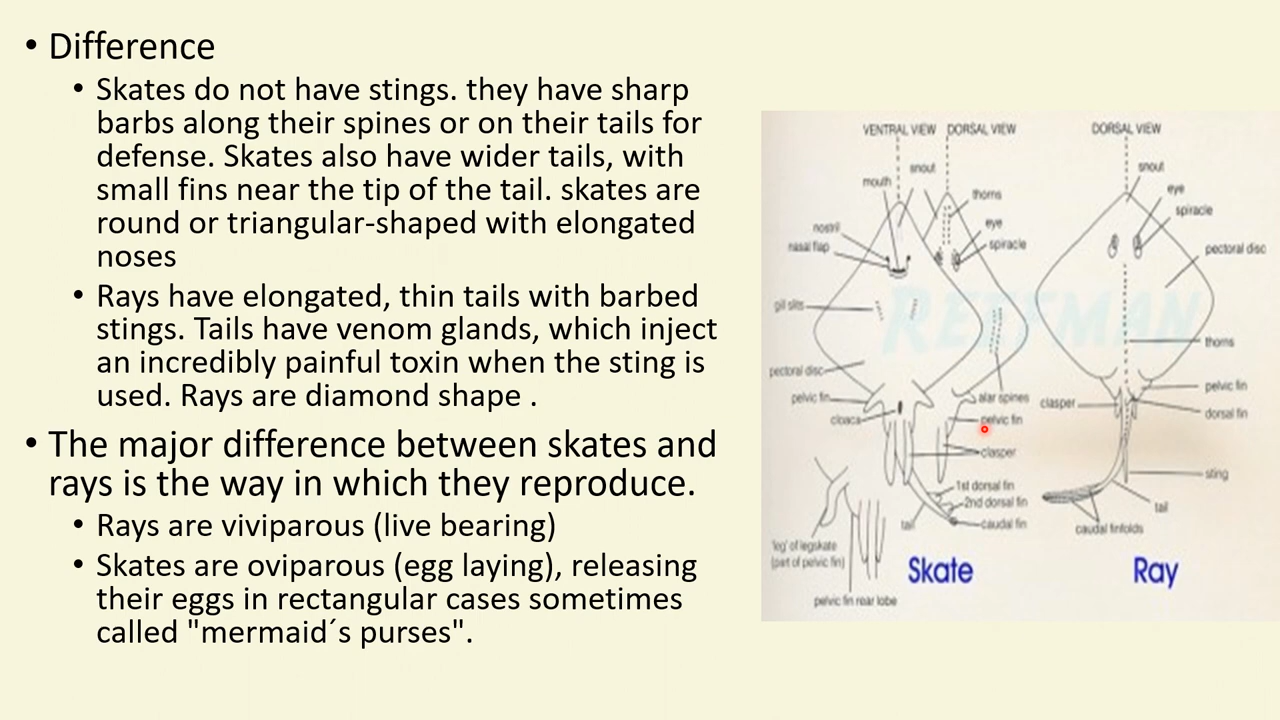 • Difference
• Skates do not have stings. they have sharp
barbs along their spines or on their tails for
defense. Skates also have wider tails, with
small fins near the tip of the tail. skates are
round or triangular-shaped with elongated
noses
• Rays have elongated, thin tails with barbed
stings. Tails have venom glands, which inject
an incredibly painful toxin when the sting is
used. Rays are diamond shape .
• The major difference between skates and
rays is the way in which they reproduce.
• Rays are viviparous (live bearing)
• Skates are oviparous (egg laying), releasing
their eggs in rectangular cases sometimes
called "mermaid´s purses".
VENTRAL VIEW
DORSAL VIEW
snout
mouth
thorns
nostril
eye
nasal flap
spiracle
gill slits
pectoral disc
pelvic fin
alar spines
cloaca
pelvic fin
clasper
1st dorsal fin
2nd dorsal fin
tail
caudal fin
'leg' of legskate
(part of pelvic fin)
pelvic fin rear lobe
Skate
DORSAL VIEW
snout
eye
spiracle
pectoral disc
thorns
pelvic fin
clasper
dorsal fin
sting
tail
caudal finfolds
Ray
REEFMAN